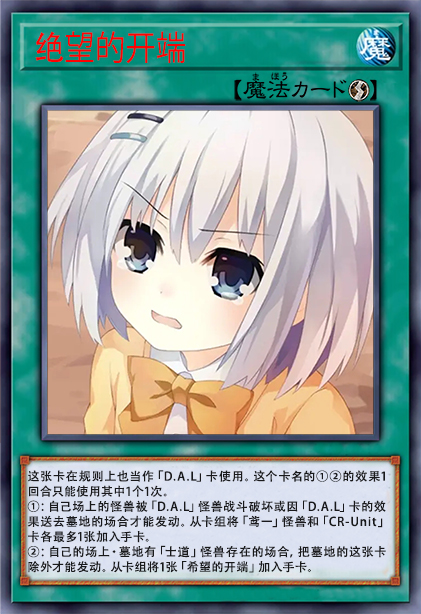 绝望的开端
魔
【魔法カード】
まほう
这张卡在规则上也当作「D.A.L」卡使用。这个卡名的①②的效果1
回合只能使用其中1个1次。
①：自己场上的怪兽被「D.A.L」怪兽战斗破坏或因「D.A.L」卡的效
果送去墓地的场合才能发动。从卡组将「鸢一」怪兽和「CR-Unit」
卡各最多1张加入手卡。
②：自己的场上·墓地有「士道」怪兽存在的场合，把墓地的这张卡
除外才能发动。从卡组将1张「希望的开端」加入手卡。